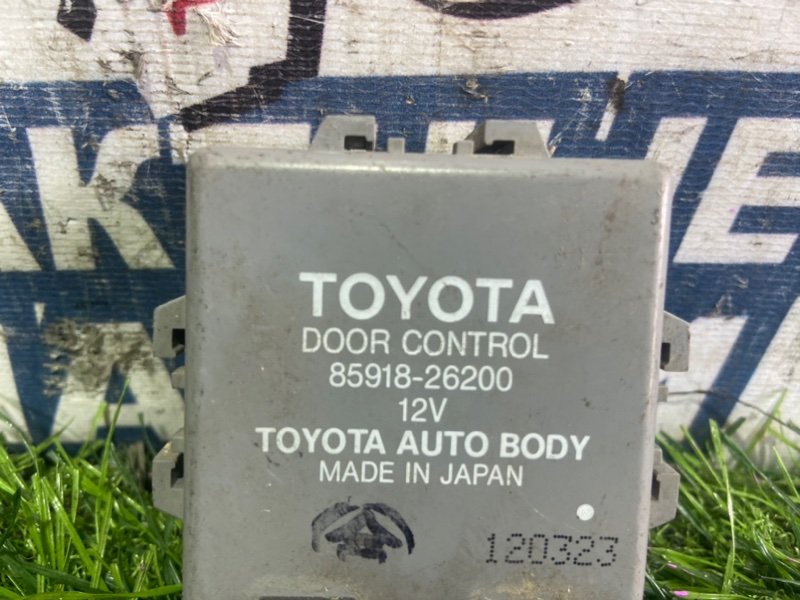 TOYOTA
DOOR CONTROL
85918-26200
12V
TOYOTA AUTO BODY
MADE IN JAPAN
120323